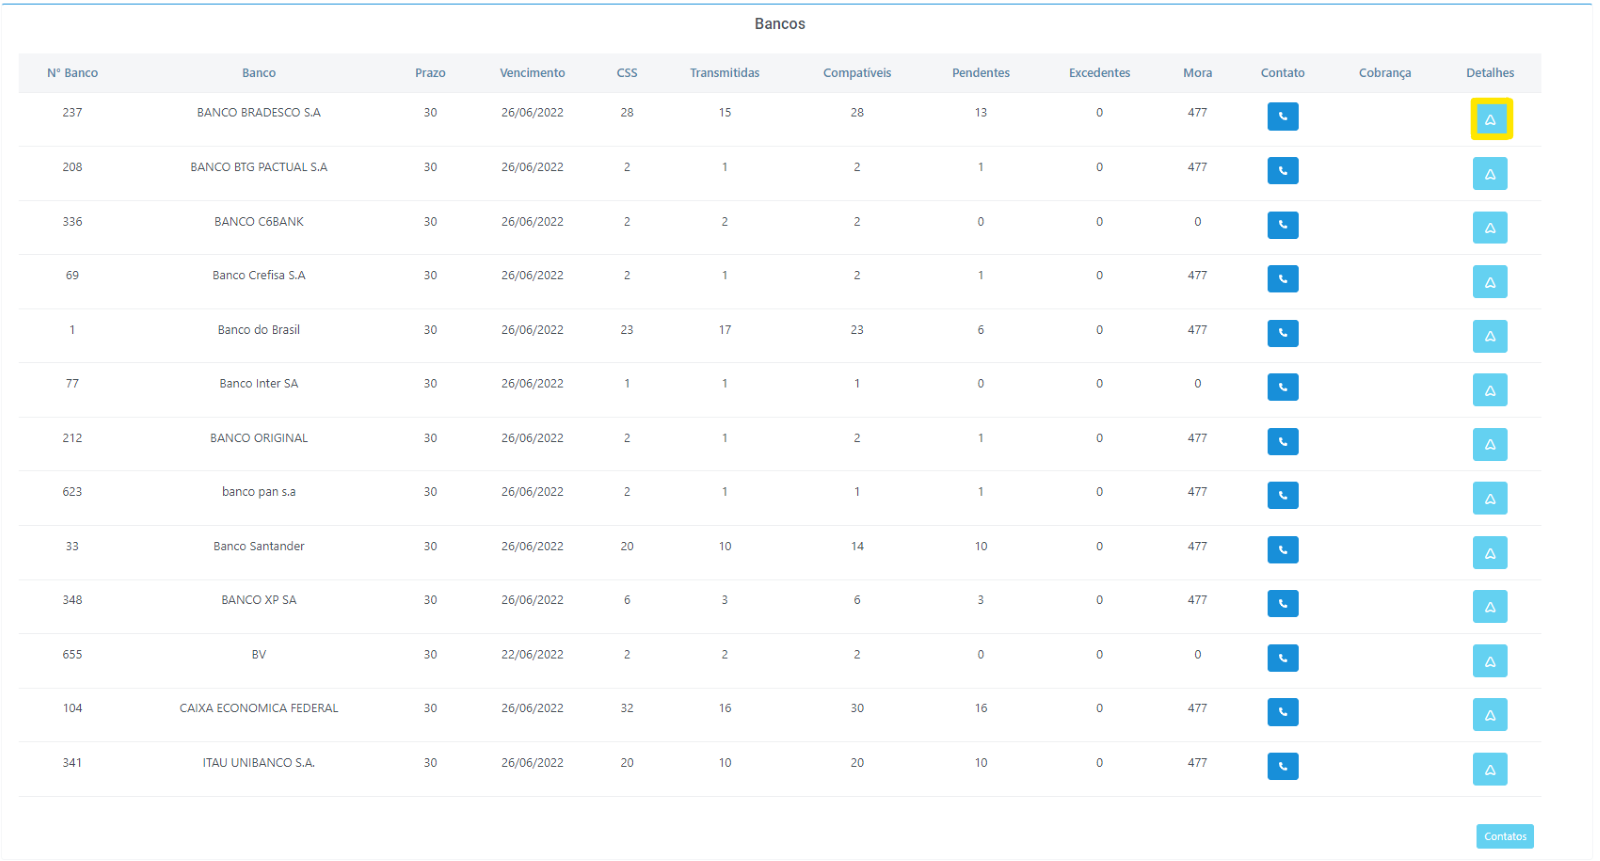 Bancos
N° Banco Banco Prazo Vencimento CSS Transmitidas Compatíveis Pendentes Excedentes Mora Contato Cobrança Detalhes
237 BANCO BRADESCO S.A 30 26/06/2022 28 15 28 13 0 477
208 BANCO BTG PACTUAL S.A 30 26/06/2022 2 1 2 1 0 477
336 BANCO C6BANK 30 26/06/2022 2 2 2 0 0 0
69 Banco Crefisa S.A 30 26/06/2022 2 1 2 1 0 477
1 Banco do Brasil 30 26/06/2022 23 17 23 6 0 477
77 Banco Inter SA 30 26/06/2022 1 1 1 0 0 0
212 BANCO ORIGINAL 30 26/06/2022 2 1 2 1 0 477
623 banco pan s.a 30 26/06/2022 2 1 1 1 0 477
33 Banco Santander 30 26/06/2022 20 10 14 10 0 477
348 BANCO XP SA 30 26/06/2022 6 3 6 3 0 477
655 BV 30 22/06/2022 2 2 2 0 0 0
104 CAIXA ECONOMICA FEDERAL 30 26/06/2022 32 16 30 16 0 477
341 ITAU UNIBANCO S.A. 30 26/06/2022 20 10 20 10 0 477
Contatos